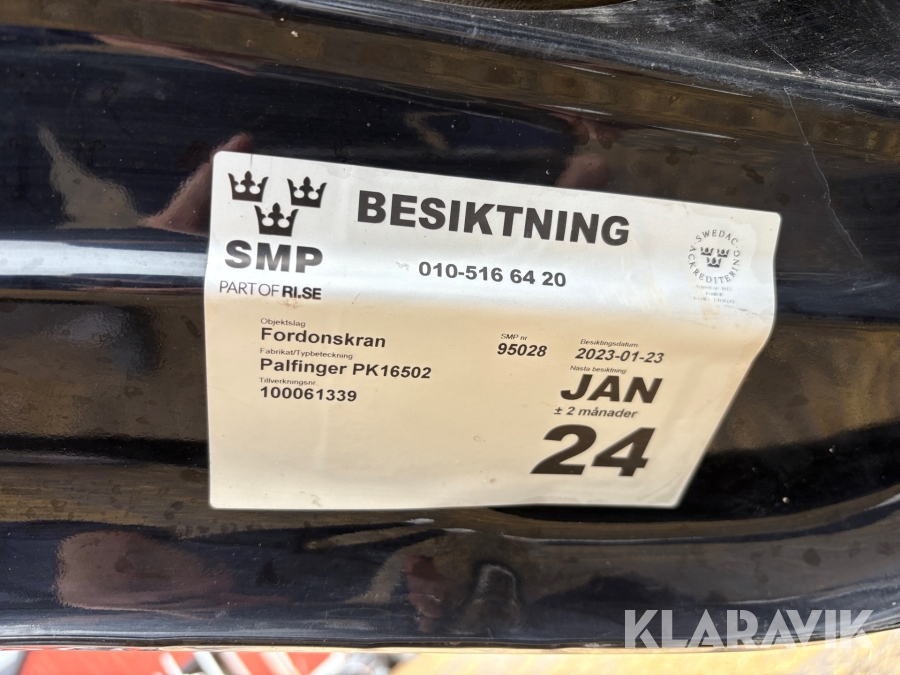 BESIKTNING
SMP
PART OF RI.SE
010-516 64 20
SWEDAC
ACKREDITERING
Objektslag
Fordonskran
Fabrikat/Typbeteckning
Palfinger PK16502
Tillverkningsnr.
100061339
SMP nr
95028
Besiktingsdatum:
2023-01-23
Nästa besiktning:
JAN
± 2 månader
24
KLARAVIK